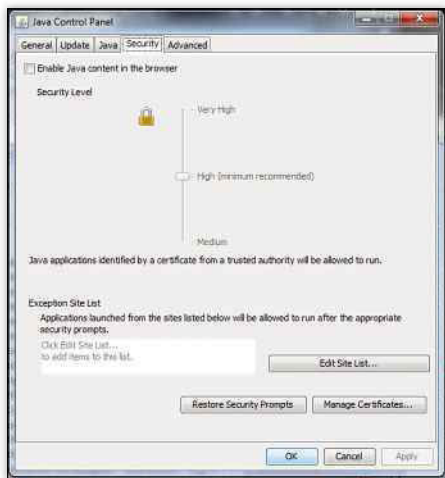 Java Control Panel
General Update Java Security Advanced
Enable Java content in the browser
Security Level
Very High
High (minimum recommended)
Medium
Java applications identified by a certificate from a trusted authority will be allowed to run.
Exception Site List
Applications launched from the sites listed below will be allowed to run after the appropriate
security prompts.
Click Edit Site List...
to add items to this list.
Edit Site List...
Restore Security Prompts Manage Certificates...
OK Cancel Apply